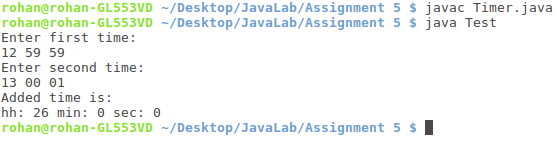 rohan@rohan-GL553VD ~/Desktop/JavaLab/Assignment 5 $ javac Timer.java
rohan@rohan-GL553VD ~/Desktop/JavaLab/Assignment 5 $ java Test
Enter first time:
12 59 59
Enter second time:
13 00 01
Added time is:
hh: 26 min: 0 sec: 0
rohan@rohan-GL553VD ~/Desktop/JavaLab/Assignment 5 $